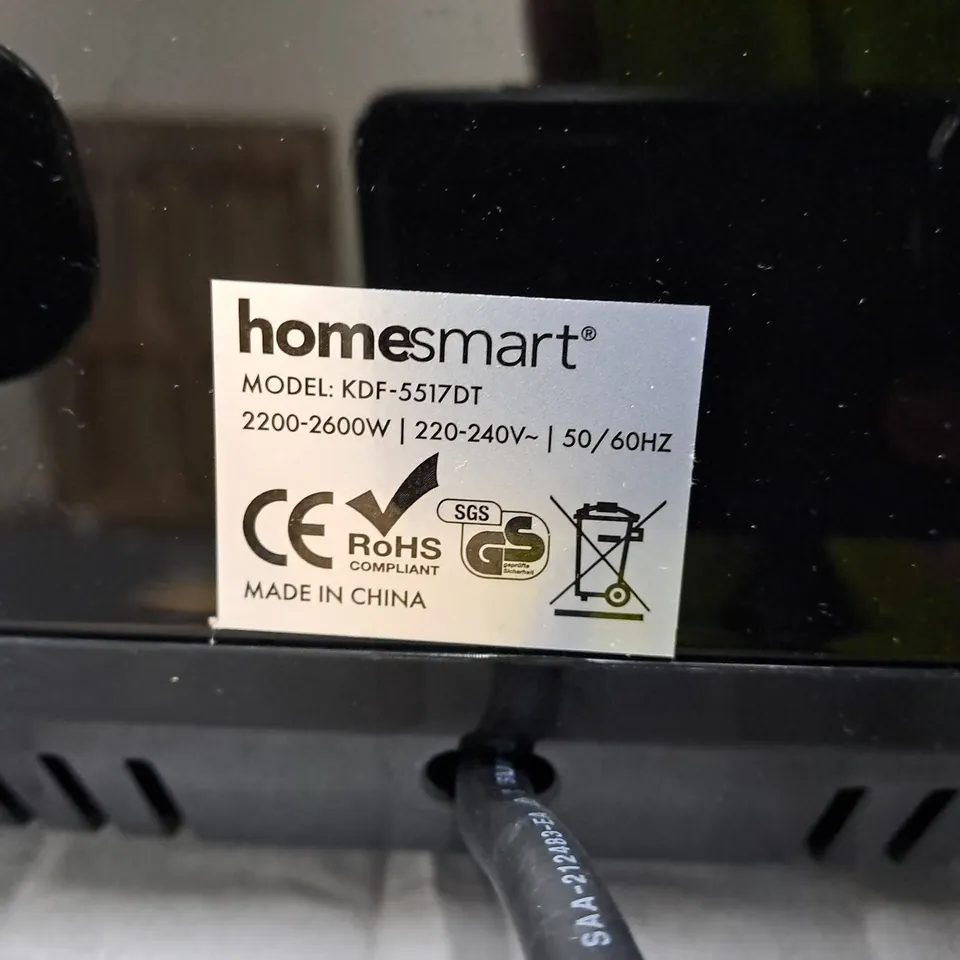 homesmart®
MODEL: KDF-5517DT
2200-2600W | 220-240V~ | 50/60HZ
CE
RoHS
COMPLIANT
SGS
GS
geprüfte
Sicherheit
MADE IN CHINA
SAA-212483-EA